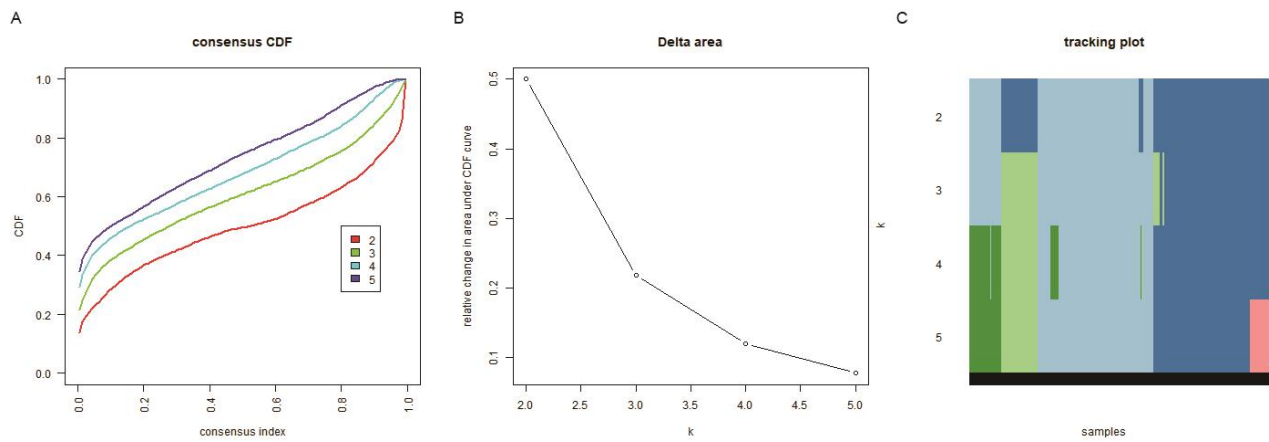 A
consensus CDF
CDF
1.0
0.8
0.6
0.4
0.2
0.0
2
3
4
5
0.0 0.2 0.4 0.6 0.8 1.0
consensus index
B
Delta area
relative change in area under CDF curve
0.5
0.4
0.3
0.2
0.1
2.0 2.5 3.0 3.5 4.0 4.5 5.0
k
C
tracking plot
k
2
3
4
5
samples